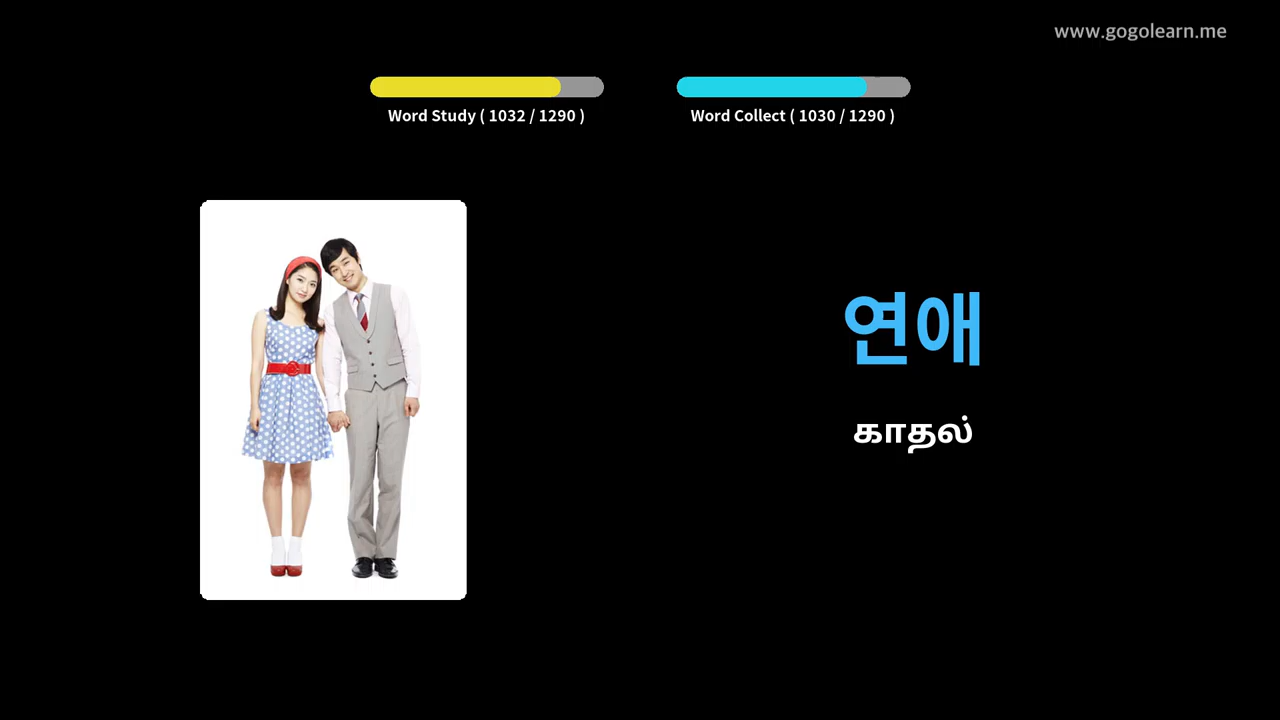 www.gogolearn.me
Word Study ( 1032 / 1290 )
Word Collect ( 1030 / 1290 )
연애
காதல்